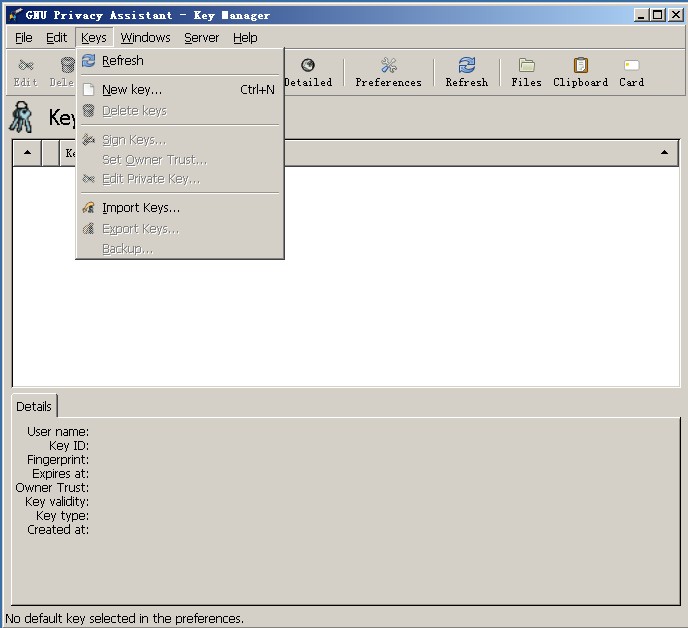 GNU Privacy Assistant - Key Manager
File Edit Keys Windows Server Help
Edit Detailed Preferences Refresh Files Clipboard Card
Refresh
New key... Ctrl+N
Delete keys
Sign Keys...
Set Owner Trust...
Edit Private Key...
Import Keys...
Export Keys...
Backup...
Details
User name:
Key ID:
Fingerprint:
Expires at:
Owner Trust:
Key validity:
Key type:
Created at:
No default key selected in the preferences.